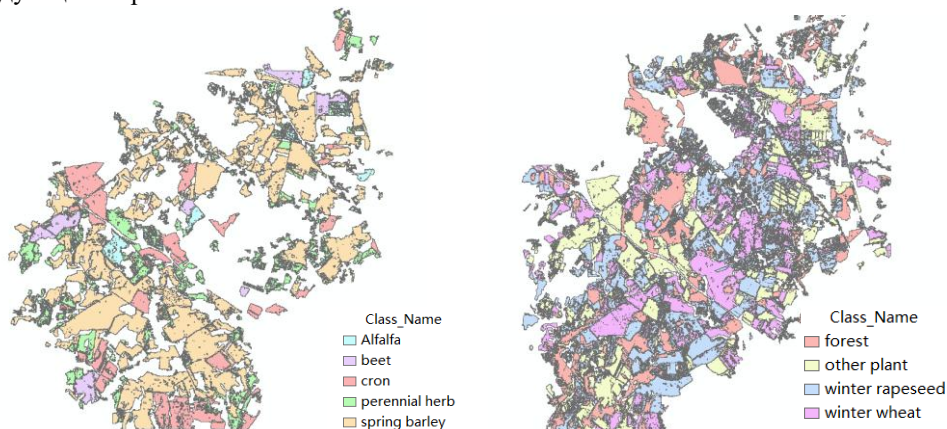 Class_Name
Alfalfa
beet
cron
perennial herb
spring barley
Class_Name
forest
other plant
winter rapeseed
winter wheat